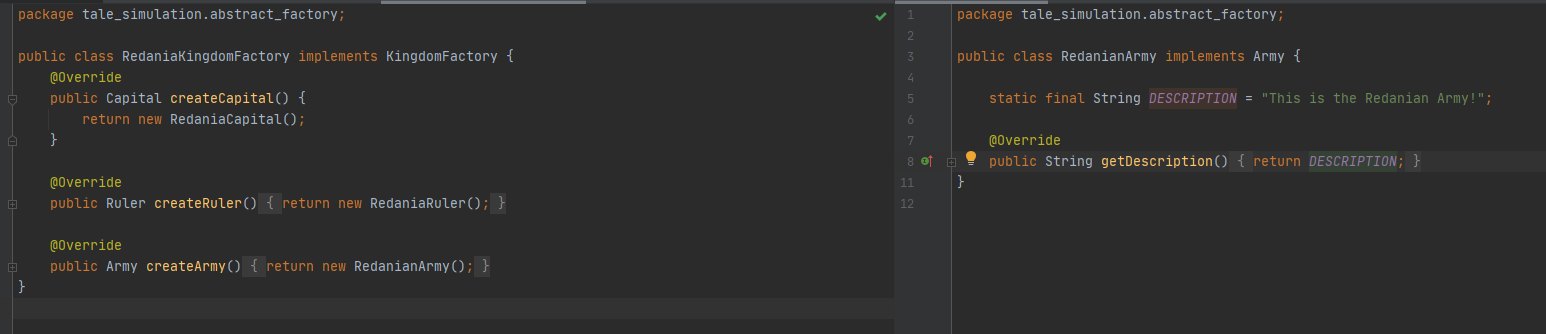 package tale_simulation.abstract_factory;
public class RedaniaKingdomFactory implements KingdomFactory {
@Override
public Capital createCapital() {
return new RedaniaCapital();
}
@Override
public Ruler createRuler() { return new RedaniaRuler(); }
@Override
public Army createArmy() { return new RedanianArmy(); }
}
1 package tale_simulation.abstract_factory;
2
3 public class RedanianArmy implements Army {
4
5 static final String DESCRIPTION = "This is the Redanian Army!";
6
7 @Override
8 public String getDescription() { return DESCRIPTION; }
11 }
12